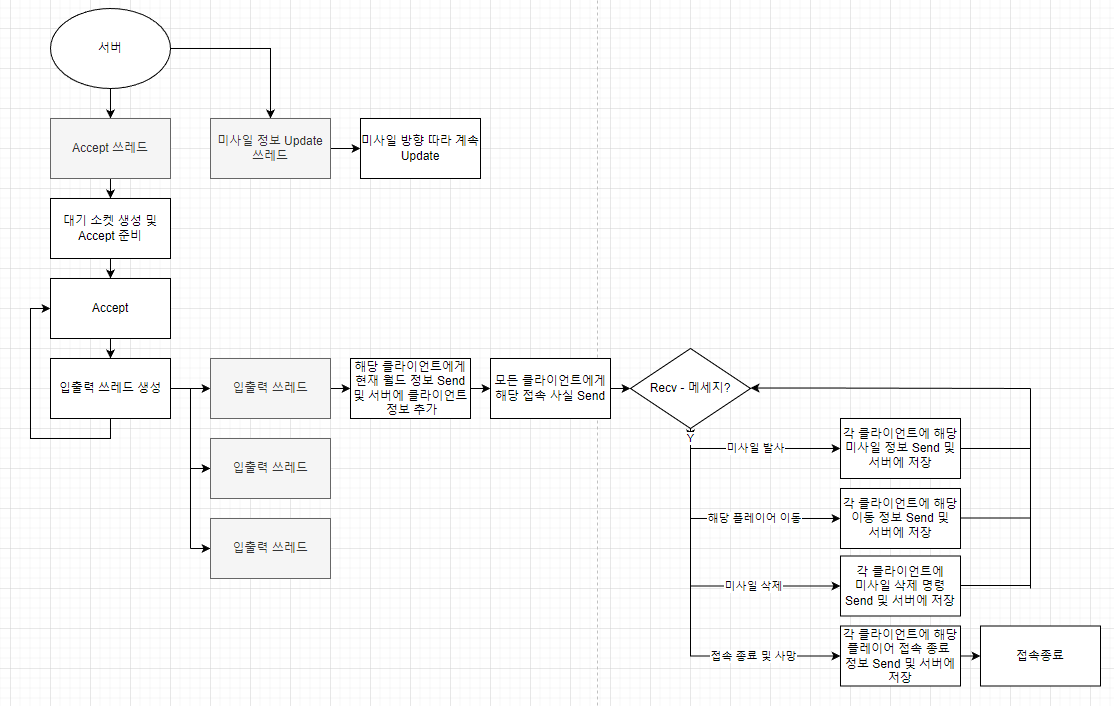 서버
Accept 쓰레드
미사일 정보 Update
쓰레드
미사일 방향 따라 계속
Update
대기 소켓 생성 및
Accept 준비
Accept
입출력 쓰레드 생성
입출력 쓰레드
해당 클라이언트에게
현재 월드 정보 Send
및 서버에 클라이언트
정보 추가
모든 클라이언트에게
해당 접속 사실 Send
Recv - 메세지?
Y
입출력 쓰레드
입출력 쓰레드
미사일 발사
각 클라이언트에 해당
미사일 정보 Send 및
서버에 저장
해당 플레이어 이동
각 클라이언트에 해당
이동 정보 Send 및
서버에 저장
미사일 삭제
각 클라이언트에
미사일 삭제 명령
Send 및 서버에 저장
접속 종료 및 사망
각 클라이언트에 해당
플레이어 접속 종료
정보 Send 및 서버에
저장
접속종료